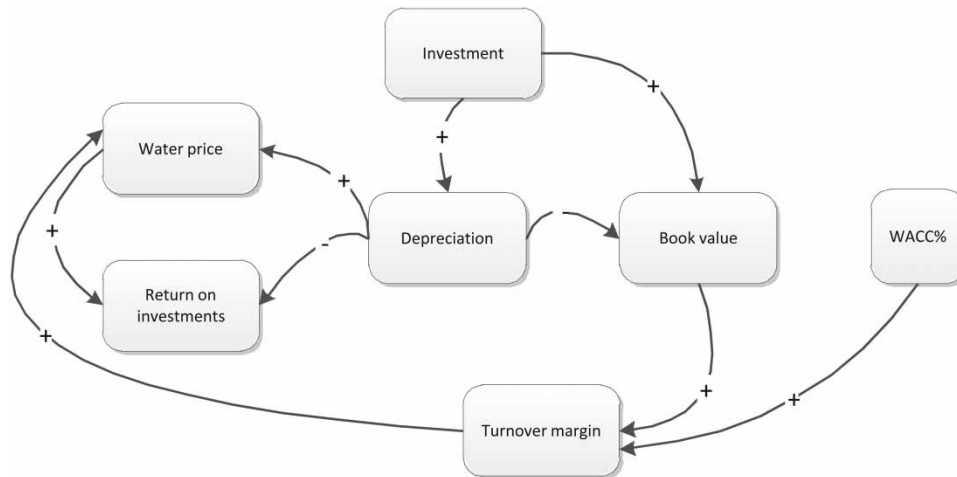 Investment
+
+
Water price
+
+
Depreciation
-
Book value
WACC%
+
-
Return on
investments
+
+
+
Turnover margin